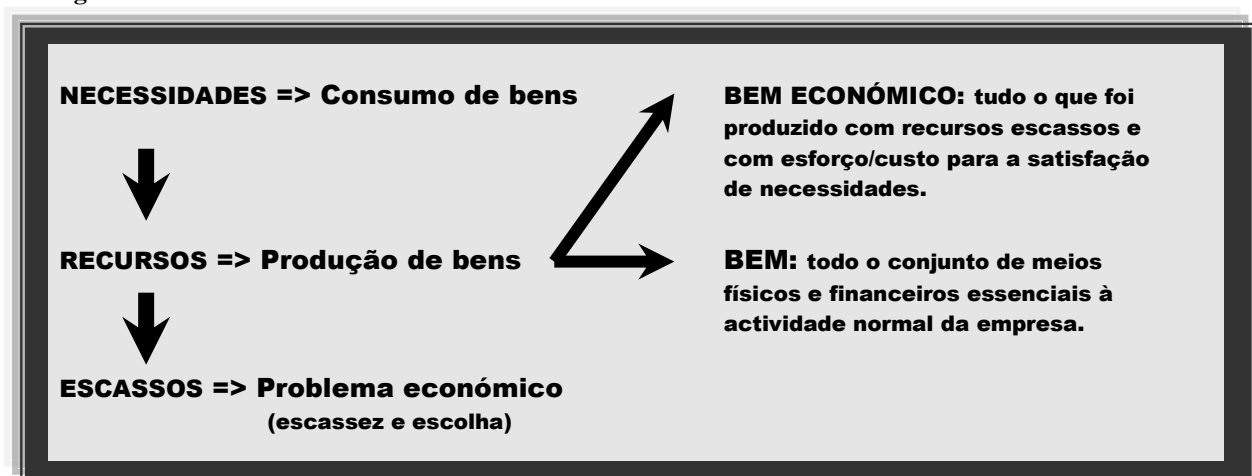 NECESSIDADES => Consumo de bens
RECURSOS => Produção de bens
ESCASSOS => Problema económico
(escassez e escolha)
BEM ECONÓMICO: tudo o que foi
produzido com recursos escassos e
com esforço/custo para a satisfação
de necessidades.
BEM: todo o conjunto de meios
físicos e financeiros essenciais à
actividade normal da empresa.